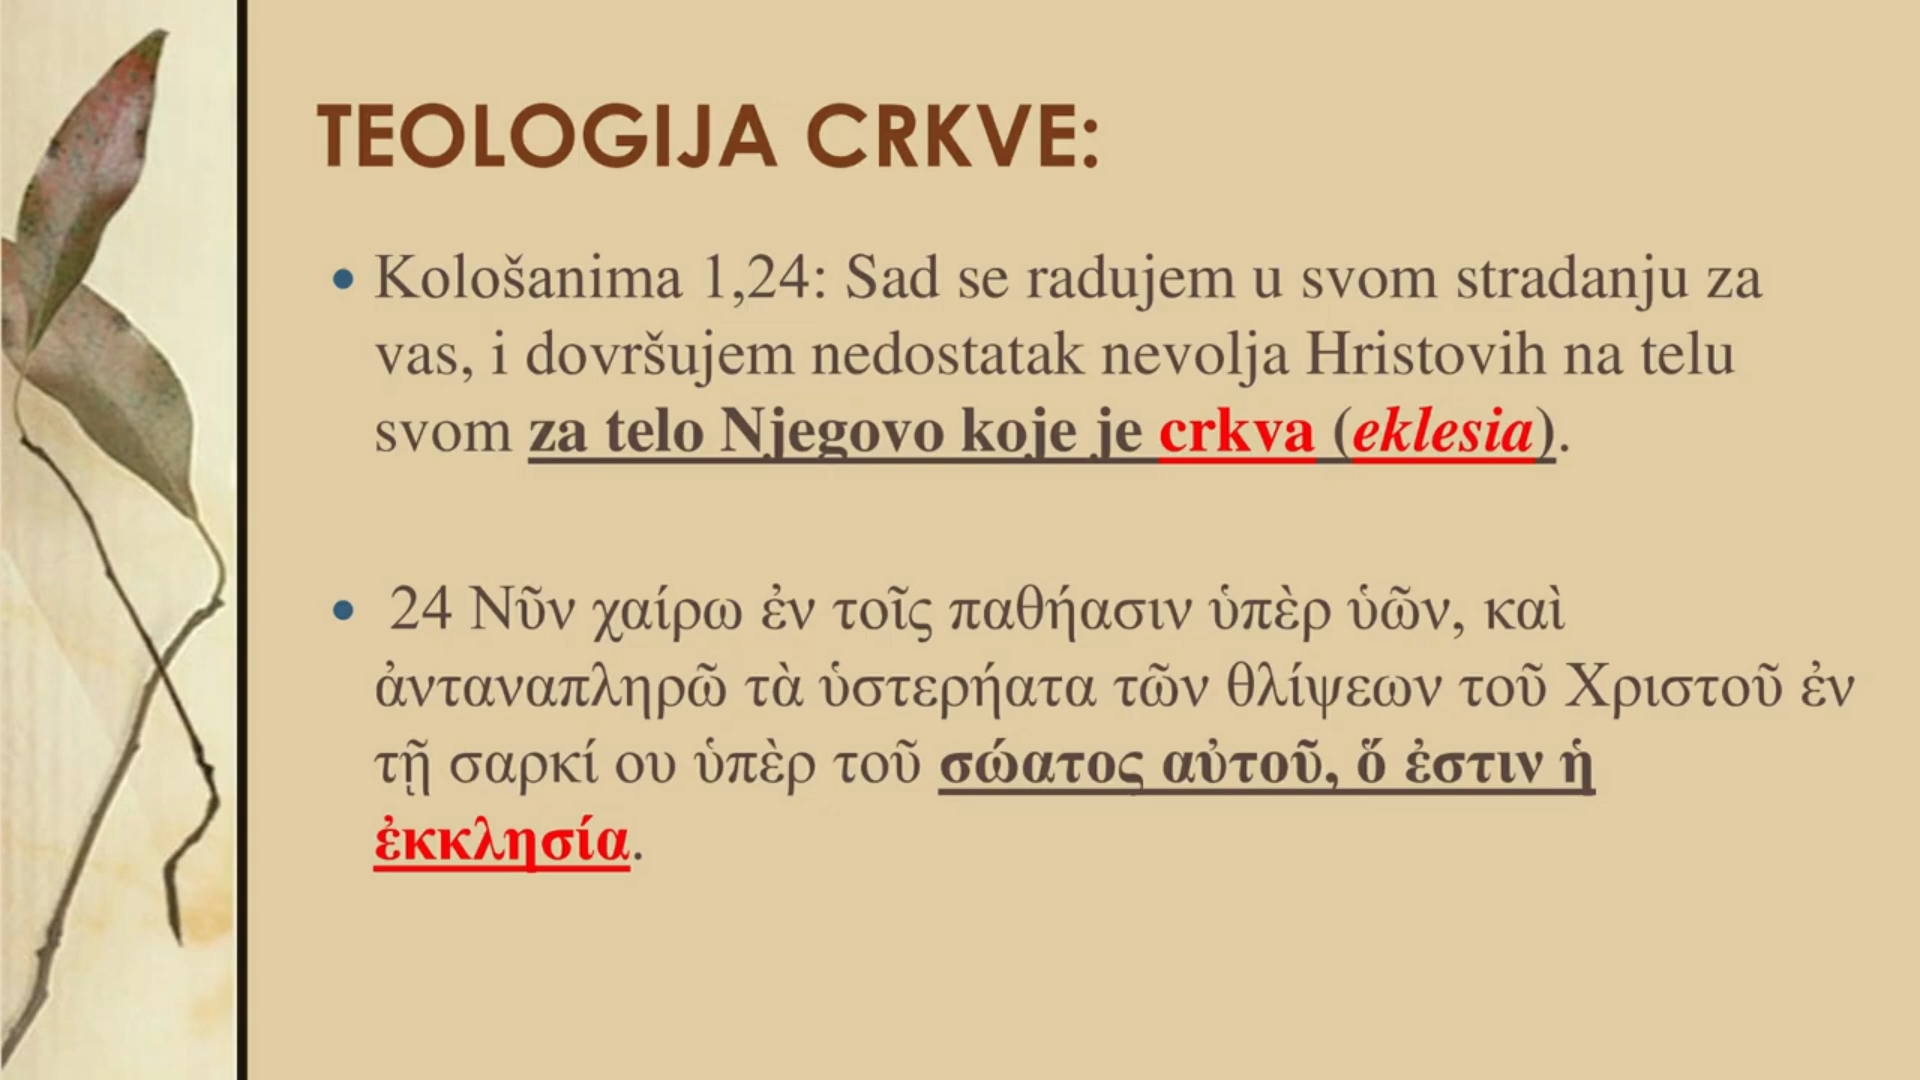 TEOLOGIJA CRKVE:
• Kološanima 1,24: Sad se radujem u svom stradanju za
vas, i dovršujem nedostatak nevolja Hristovih na telu
svom za telo Njegovo koje je crkva (eklesia).
• 24 Νῦν χαίρω ἐν τοῖς παθήασιν ὑπὲρ ὑῶν, καὶ
ἀνταναπληρῶ τὰ ὑστερήατα τῶν θλίψεων τοῦ Χριστοῦ ἐν
τῇ σαρκί ου ὑπὲρ τοῦ σώατος αὐτοῦ, ὅ ἐστιν ἡ
ἐκκλησία.